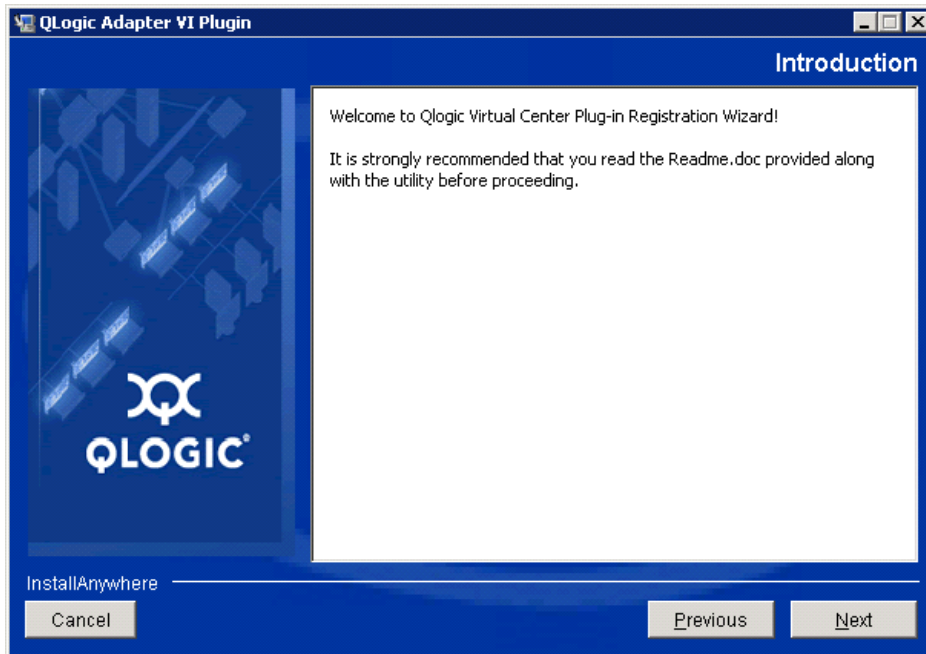 QLogic Adapter VI Plugin
Introduction
Welcome to Qlogic Virtual Center Plug-in Registration Wizard!
It is strongly recommended that you read the Readme.doc provided along
with the utility before proceeding.
QLOGIC®
InstallAnywhere
Cancel
Previous
Next